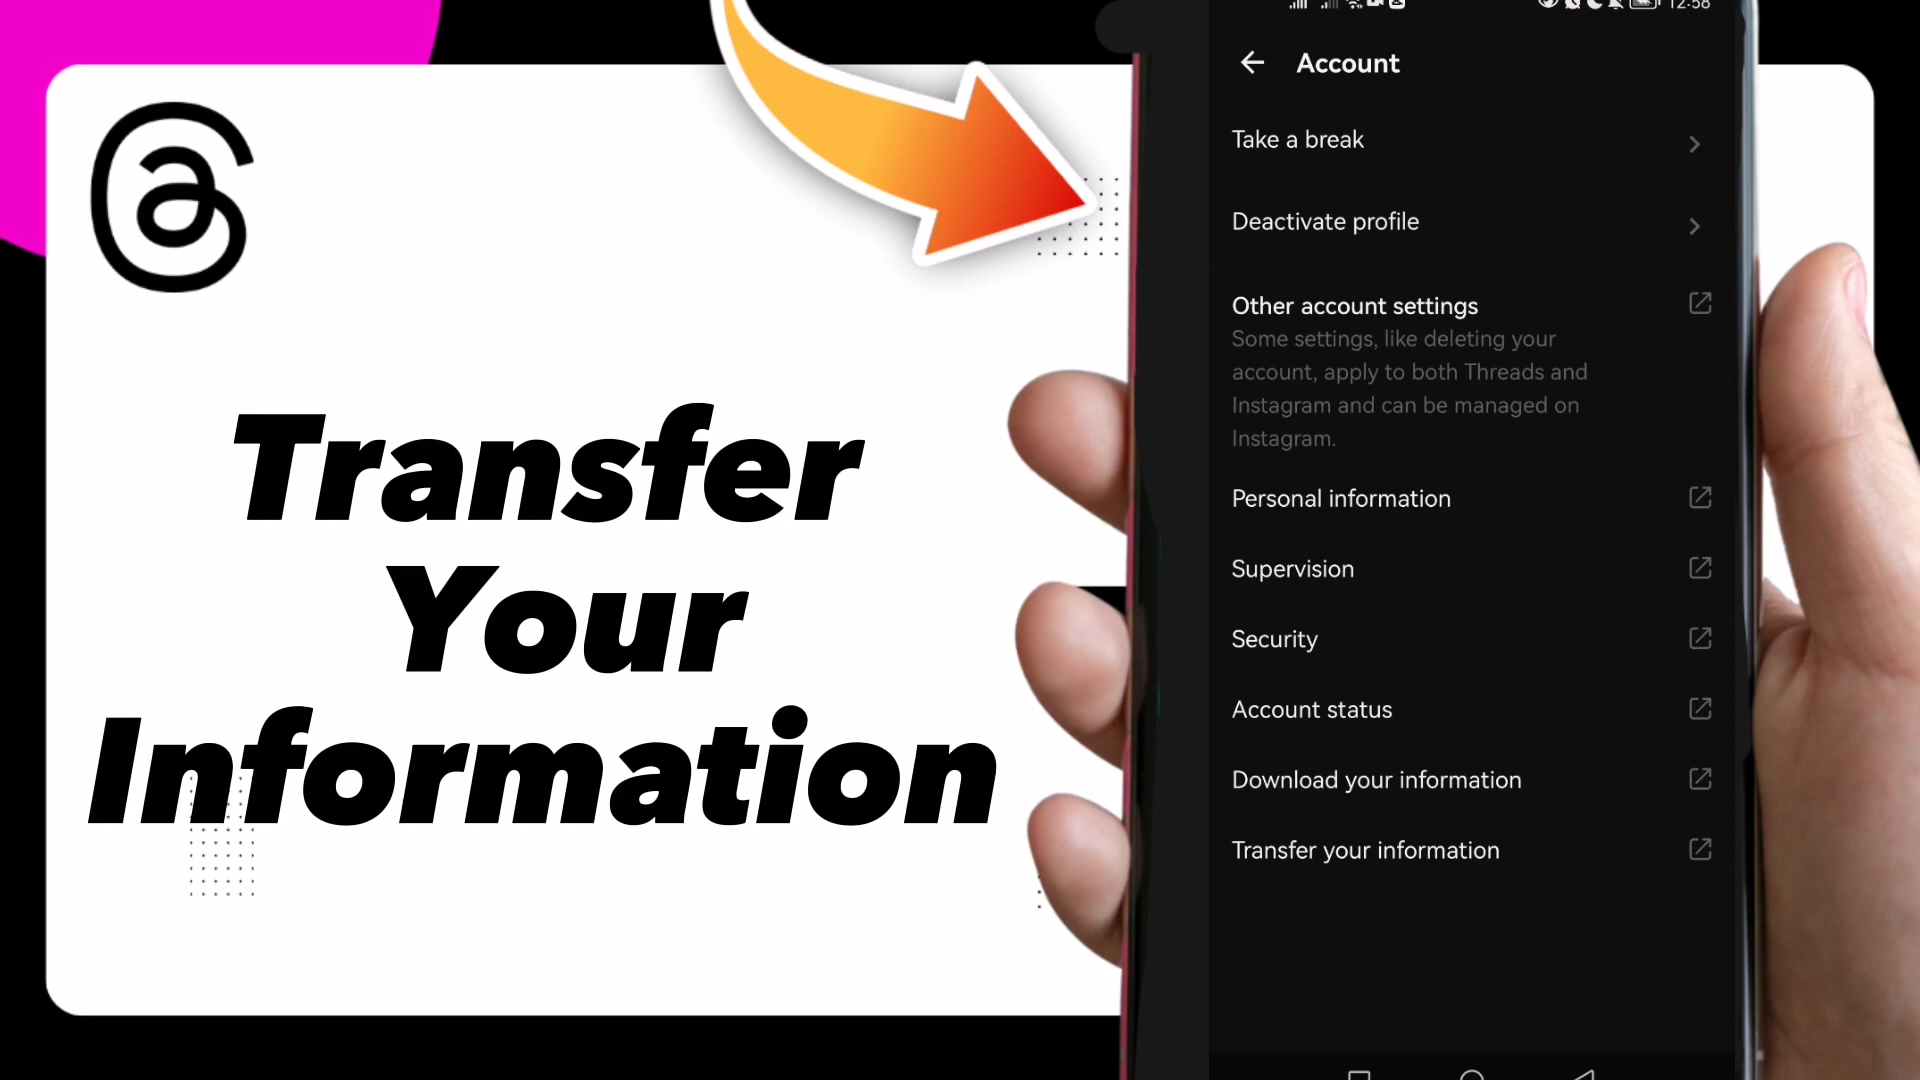 Transfer
Your
Information
12:58
Account
Take a break
Deactivate profile
Other account settings
Some settings, like deleting your
account, apply to both Threads and
Instagram and can be managed on
Instagram.
Personal information
Supervision
Security
Account status
Download your information
Transfer your information